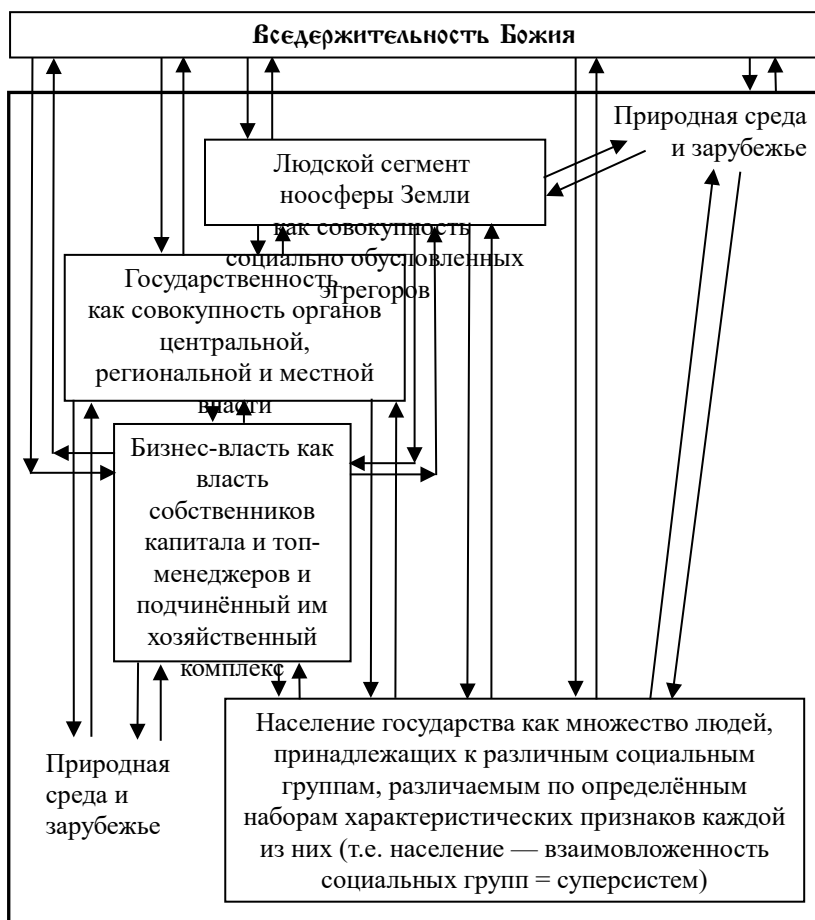 Вседержительность Божия
Природная среда
и зарубежье
Людской сегмент
ноосферы Земли
как совокупность
социально обусловленных
эгрегоров
Государственность
как совокупность органов
центральной,
региональной и местной
власти
Бизнес-власть как
власть
собственников
капитала и топ-
менеджеров и
подчинённый им
хозяйственный
комплекс
Природная
среда и
зарубежье
Население государства как множество людей,
принадлежащих к различным социальным
группам, различаемым по определённым
наборам характеристических признаков каждой
из них (т.е. население — взаимовложенность
социальных групп = суперсистем)